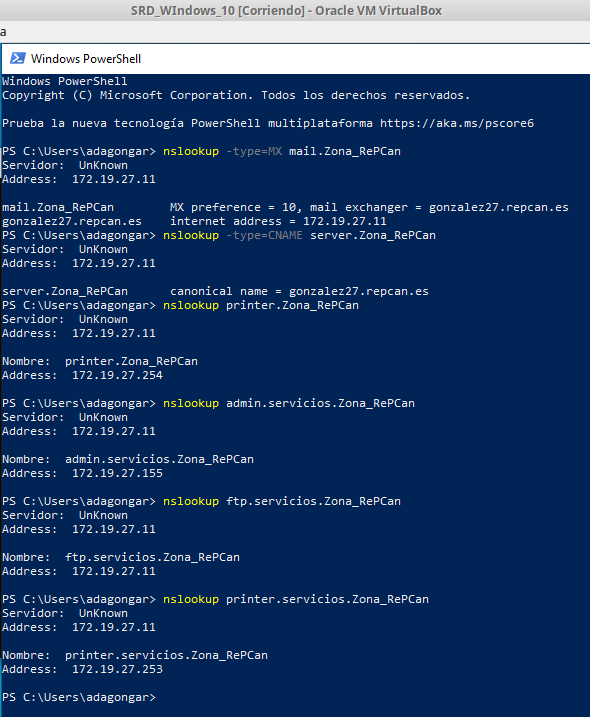 SRD_WIndows_10 [Corriendo] - Oracle VM VirtualBox
a
Windows PowerShell
Windows PowerShell
Copyright (C) Microsoft Corporation. Todos los derechos reservados.
Prueba la nueva tecnología PowerShell multiplataforma https://aka.ms/pscore6
PS C:\Users\adagongar> nslookup -type=MX mail.Zona_RePCan
Servidor:  UnKnown
Address:  172.19.27.11
mail.Zona_RePCan        MX preference = 10, mail exchanger = gonzalez27.repcan.es
gonzalez27.repcan.es    internet address = 172.19.27.11
PS C:\Users\adagongar> nslookup -type=CNAME server.Zona_RePCan
Servidor:  UnKnown
Address:  172.19.27.11
server.Zona_RePCan      canonical name = gonzalez27.repcan.es
PS C:\Users\adagongar> nslookup printer.Zona_RePCan
Servidor:  UnKnown
Address:  172.19.27.11
Nombre:  printer.Zona_RePCan
Address:  172.19.27.254
PS C:\Users\adagongar> nslookup admin.servicios.Zona_RePCan
Servidor:  UnKnown
Address:  172.19.27.11
Nombre:  admin.servicios.Zona_RePCan
Address:  172.19.27.155
PS C:\Users\adagongar> nslookup ftp.servicios.Zona_RePCan
Servidor:  UnKnown
Address:  172.19.27.11
Nombre:  ftp.servicios.Zona_RePCan
Address:  172.19.27.11
PS C:\Users\adagongar> nslookup printer.servicios.Zona_RePCan
Servidor:  UnKnown
Address:  172.19.27.11
Nombre:  printer.servicios.Zona_RePCan
Address:  172.19.27.253
PS C:\Users\adagongar>